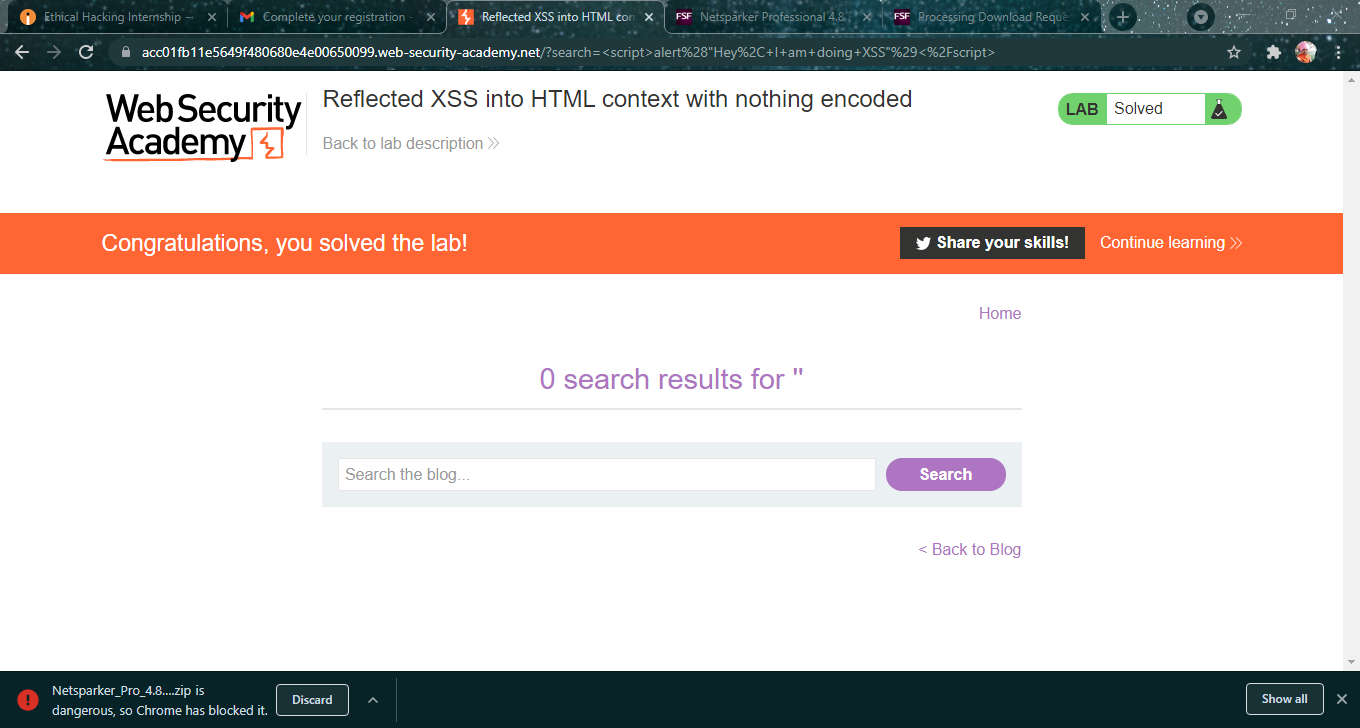 Ethical Hacking Internship –
Complete your registration -
Reflected XSS into HTML con
Netsparker Professional 4.8.
Processing Download Reque
acc01fb11e5649f480680e4e00650099.web-security-academy.net/?search=<script>alert%28"Hey%2C+I+am+doing+XSS"%29<%2Fscript>
Web Security
Academy
Reflected XSS into HTML context with nothing encoded
Back to lab description
LAB Solved
Congratulations, you solved the lab!
Share your skills!
Continue learning
Home
0 search results for ''
Search the blog...
Search
< Back to Blog
Netsparker_Pro_4.8....zip is
dangerous, so Chrome has blocked it.
Discard
Show all